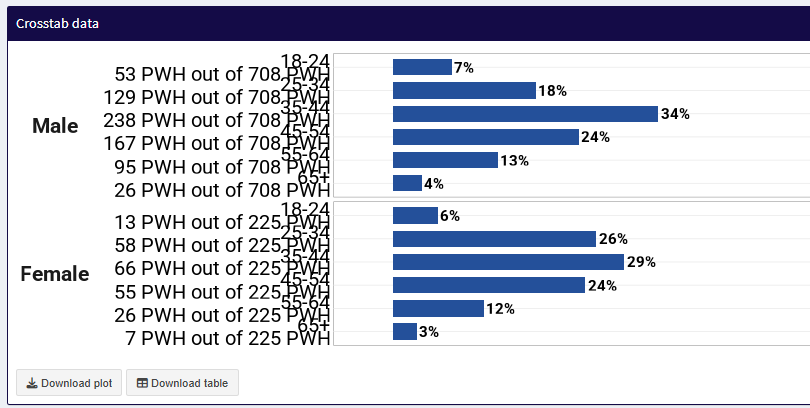 Crosstab data
Male
18-24
53 PWH out of 708 PWH
7%
25-34
129 PWH out of 708 PWH
18%
35-44
238 PWH out of 708 PWH
34%
45-54
167 PWH out of 708 PWH
24%
55-64
95 PWH out of 708 PWH
13%
65+
26 PWH out of 708 PWH
4%
Female
18-24
13 PWH out of 225 PWH
6%
25-34
58 PWH out of 225 PWH
26%
35-44
66 PWH out of 225 PWH
29%
45-54
55 PWH out of 225 PWH
24%
55-64
26 PWH out of 225 PWH
12%
65+
7 PWH out of 225 PWH
3%
Download plot
Download table